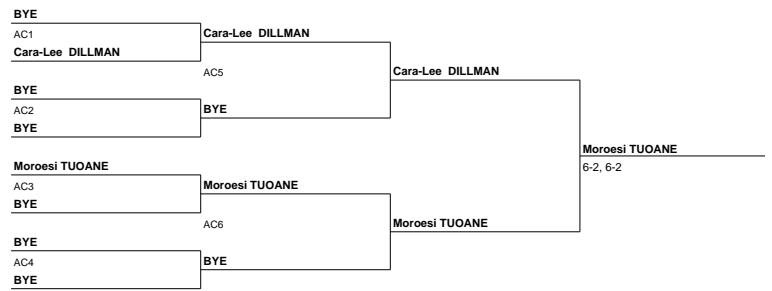 BYE
AC1
Cara-Lee DILLMAN
Cara-Lee DILLMAN
AC5
BYE
AC2
BYE
BYE
Cara-Lee DILLMAN
Moroesi TUOANE
AC3
BYE
Moroesi TUOANE
AC6
BYE
AC4
BYE
BYE
Moroesi TUOANE
Moroesi TUOANE
6-2, 6-2